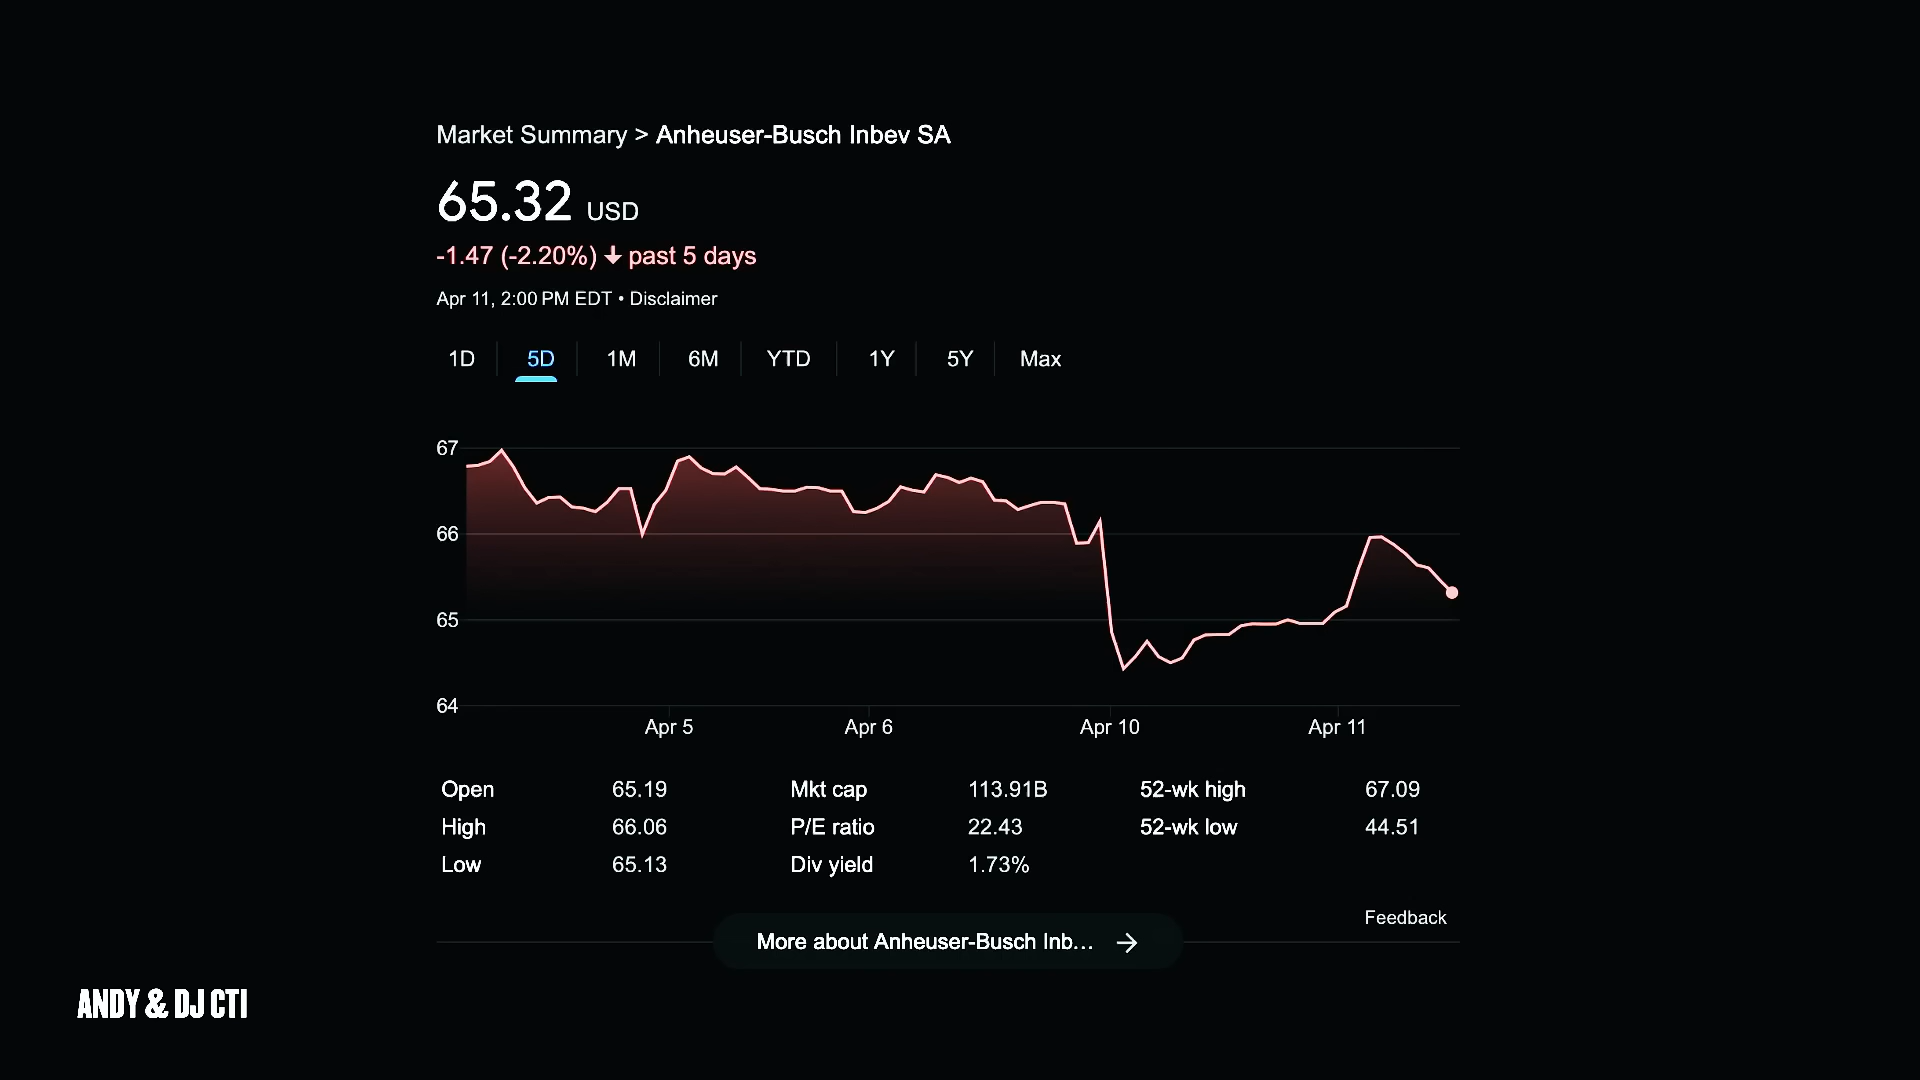 Market Summary > Anheuser-Busch Inbev SA
65.32 USD
-1.47 (-2.20%) ↓ past 5 days
Apr 11, 2:00 PM EDT • Disclaimer
1D 5D 1M 6M YTD 1Y 5Y Max
67
66
65
64
Apr 5 Apr 6 Apr 10 Apr 11
Open 65.19 Mkt cap 113.91B 52-wk high 67.09
High 66.06 P/E ratio 22.43 52-wk low 44.51
Low 65.13 Div yield 1.73%
Feedback
More about Anheuser-Busch Inb... →
ANDY & DJ CTI